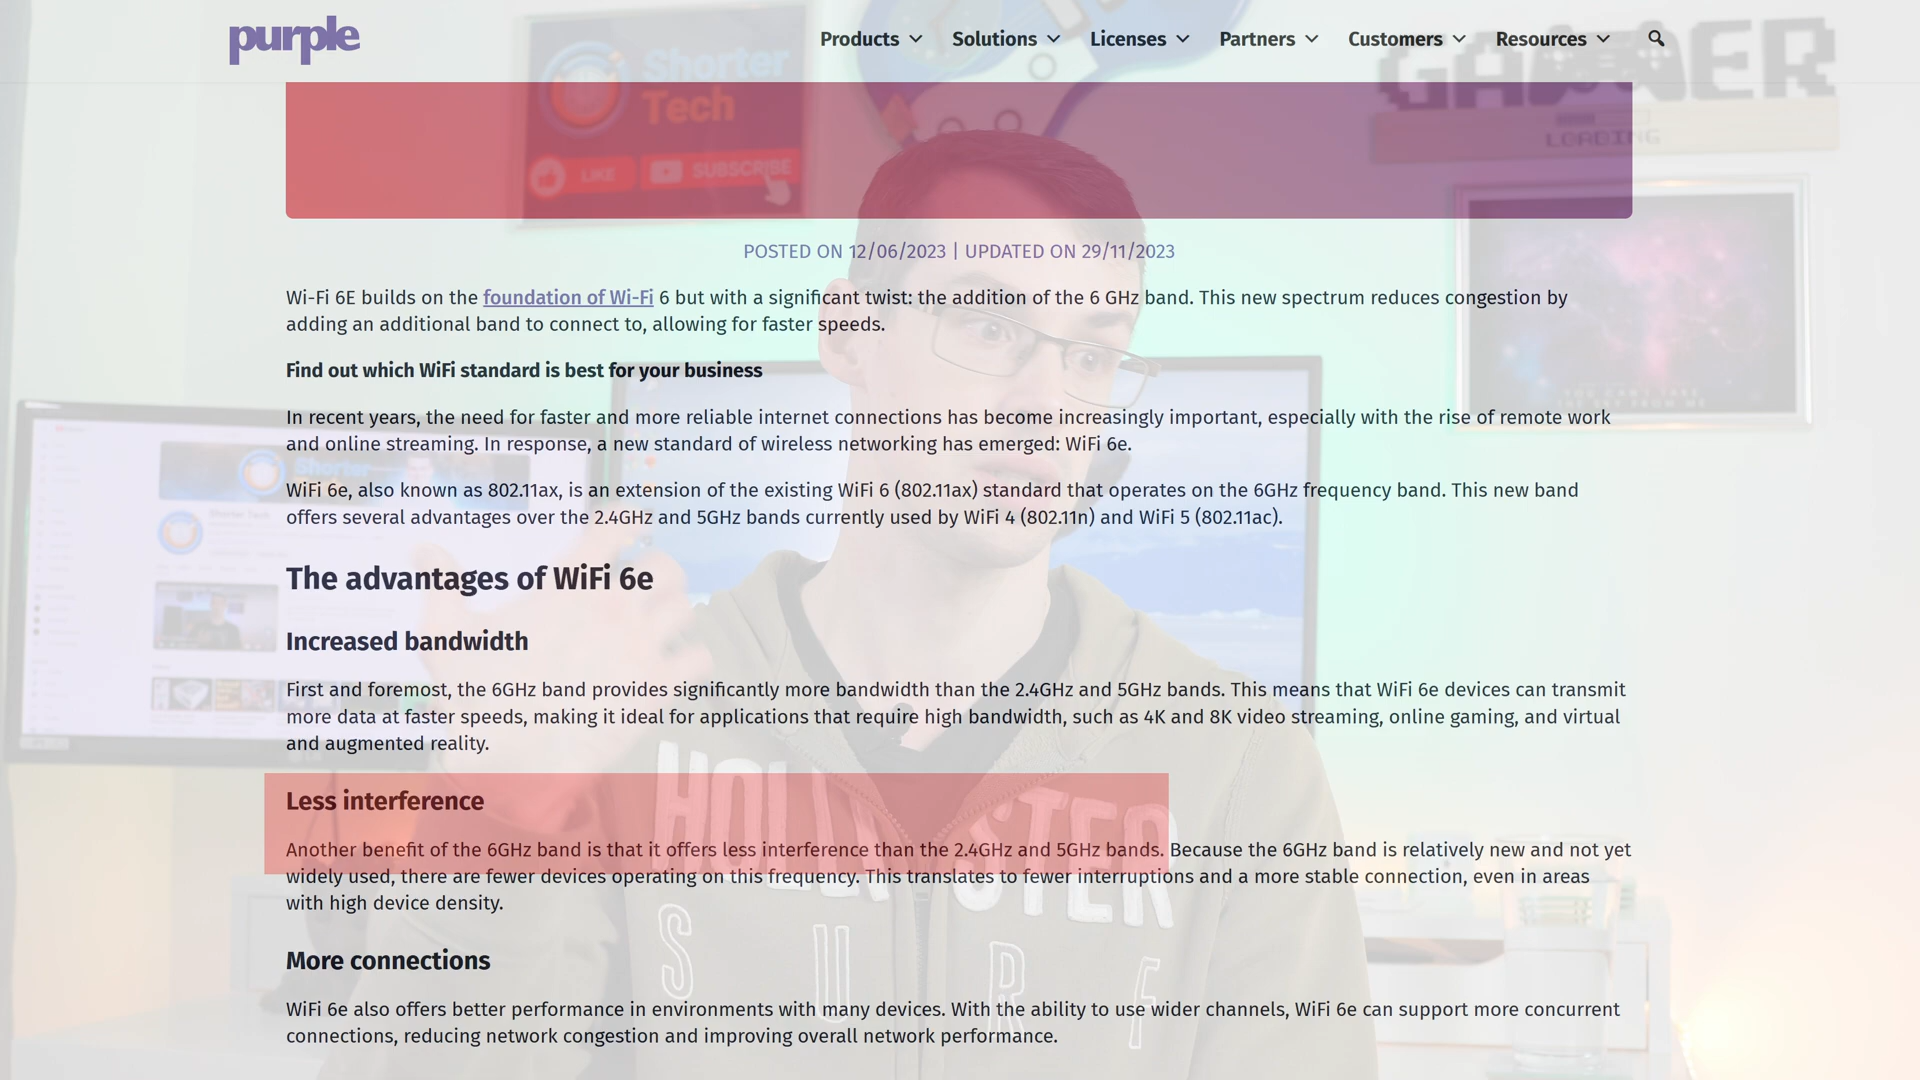 purple
Products
Solutions
Licenses
Partners
Customers
Resources
Shorter
Tech
LIKE
SUBSCRIBE
GAMER
LOADING
POSTED ON 12/06/2023 | UPDATED ON 29/11/2023
Wi-Fi 6E builds on the foundation of Wi-Fi 6 but with a significant twist: the addition of the 6 GHz band. This new spectrum reduces congestion by
adding an additional band to connect to, allowing for faster speeds.
Find out which WiFi standard is best for your business
In recent years, the need for faster and more reliable internet connections has become increasingly important, especially with the rise of remote work
and online streaming. In response, a new standard of wireless networking has emerged: WiFi 6e.
Shorter
WiFi 6e, also known as 802.11ax, is an extension of the existing WiFi 6 (802.11ax) standard that operates on the 6GHz frequency band. This new band
offers several advantages over the 2.4GHz and 5GHz bands currently used by WiFi 4 (802.11n) and WiFi 5 (802.11ac).
Shorter Tech
The advantages of WiFi 6e
Increased bandwidth
First and foremost, the 6GHz band provides significantly more bandwidth than the 2.4GHz and 5GHz bands. This means that WiFi 6e devices can transmit
more data at faster speeds, making it ideal for applications that require high bandwidth, such as 4K and 8K video streaming, online gaming, and virtual
and augmented reality.
Less interference
Another benefit of the 6GHz band is that it offers less interference than the 2.4GHz and 5GHz bands. Because the 6GHz band is relatively new and not yet
widely used, there are fewer devices operating on this frequency. This translates to fewer interruptions and a more stable connection, even in areas
with high device density.
HOLLISTER
SURF
More connections
WiFi 6e also offers better performance in environments with many devices. With the ability to use wider channels, WiFi 6e can support more concurrent
connections, reducing network congestion and improving overall network performance.